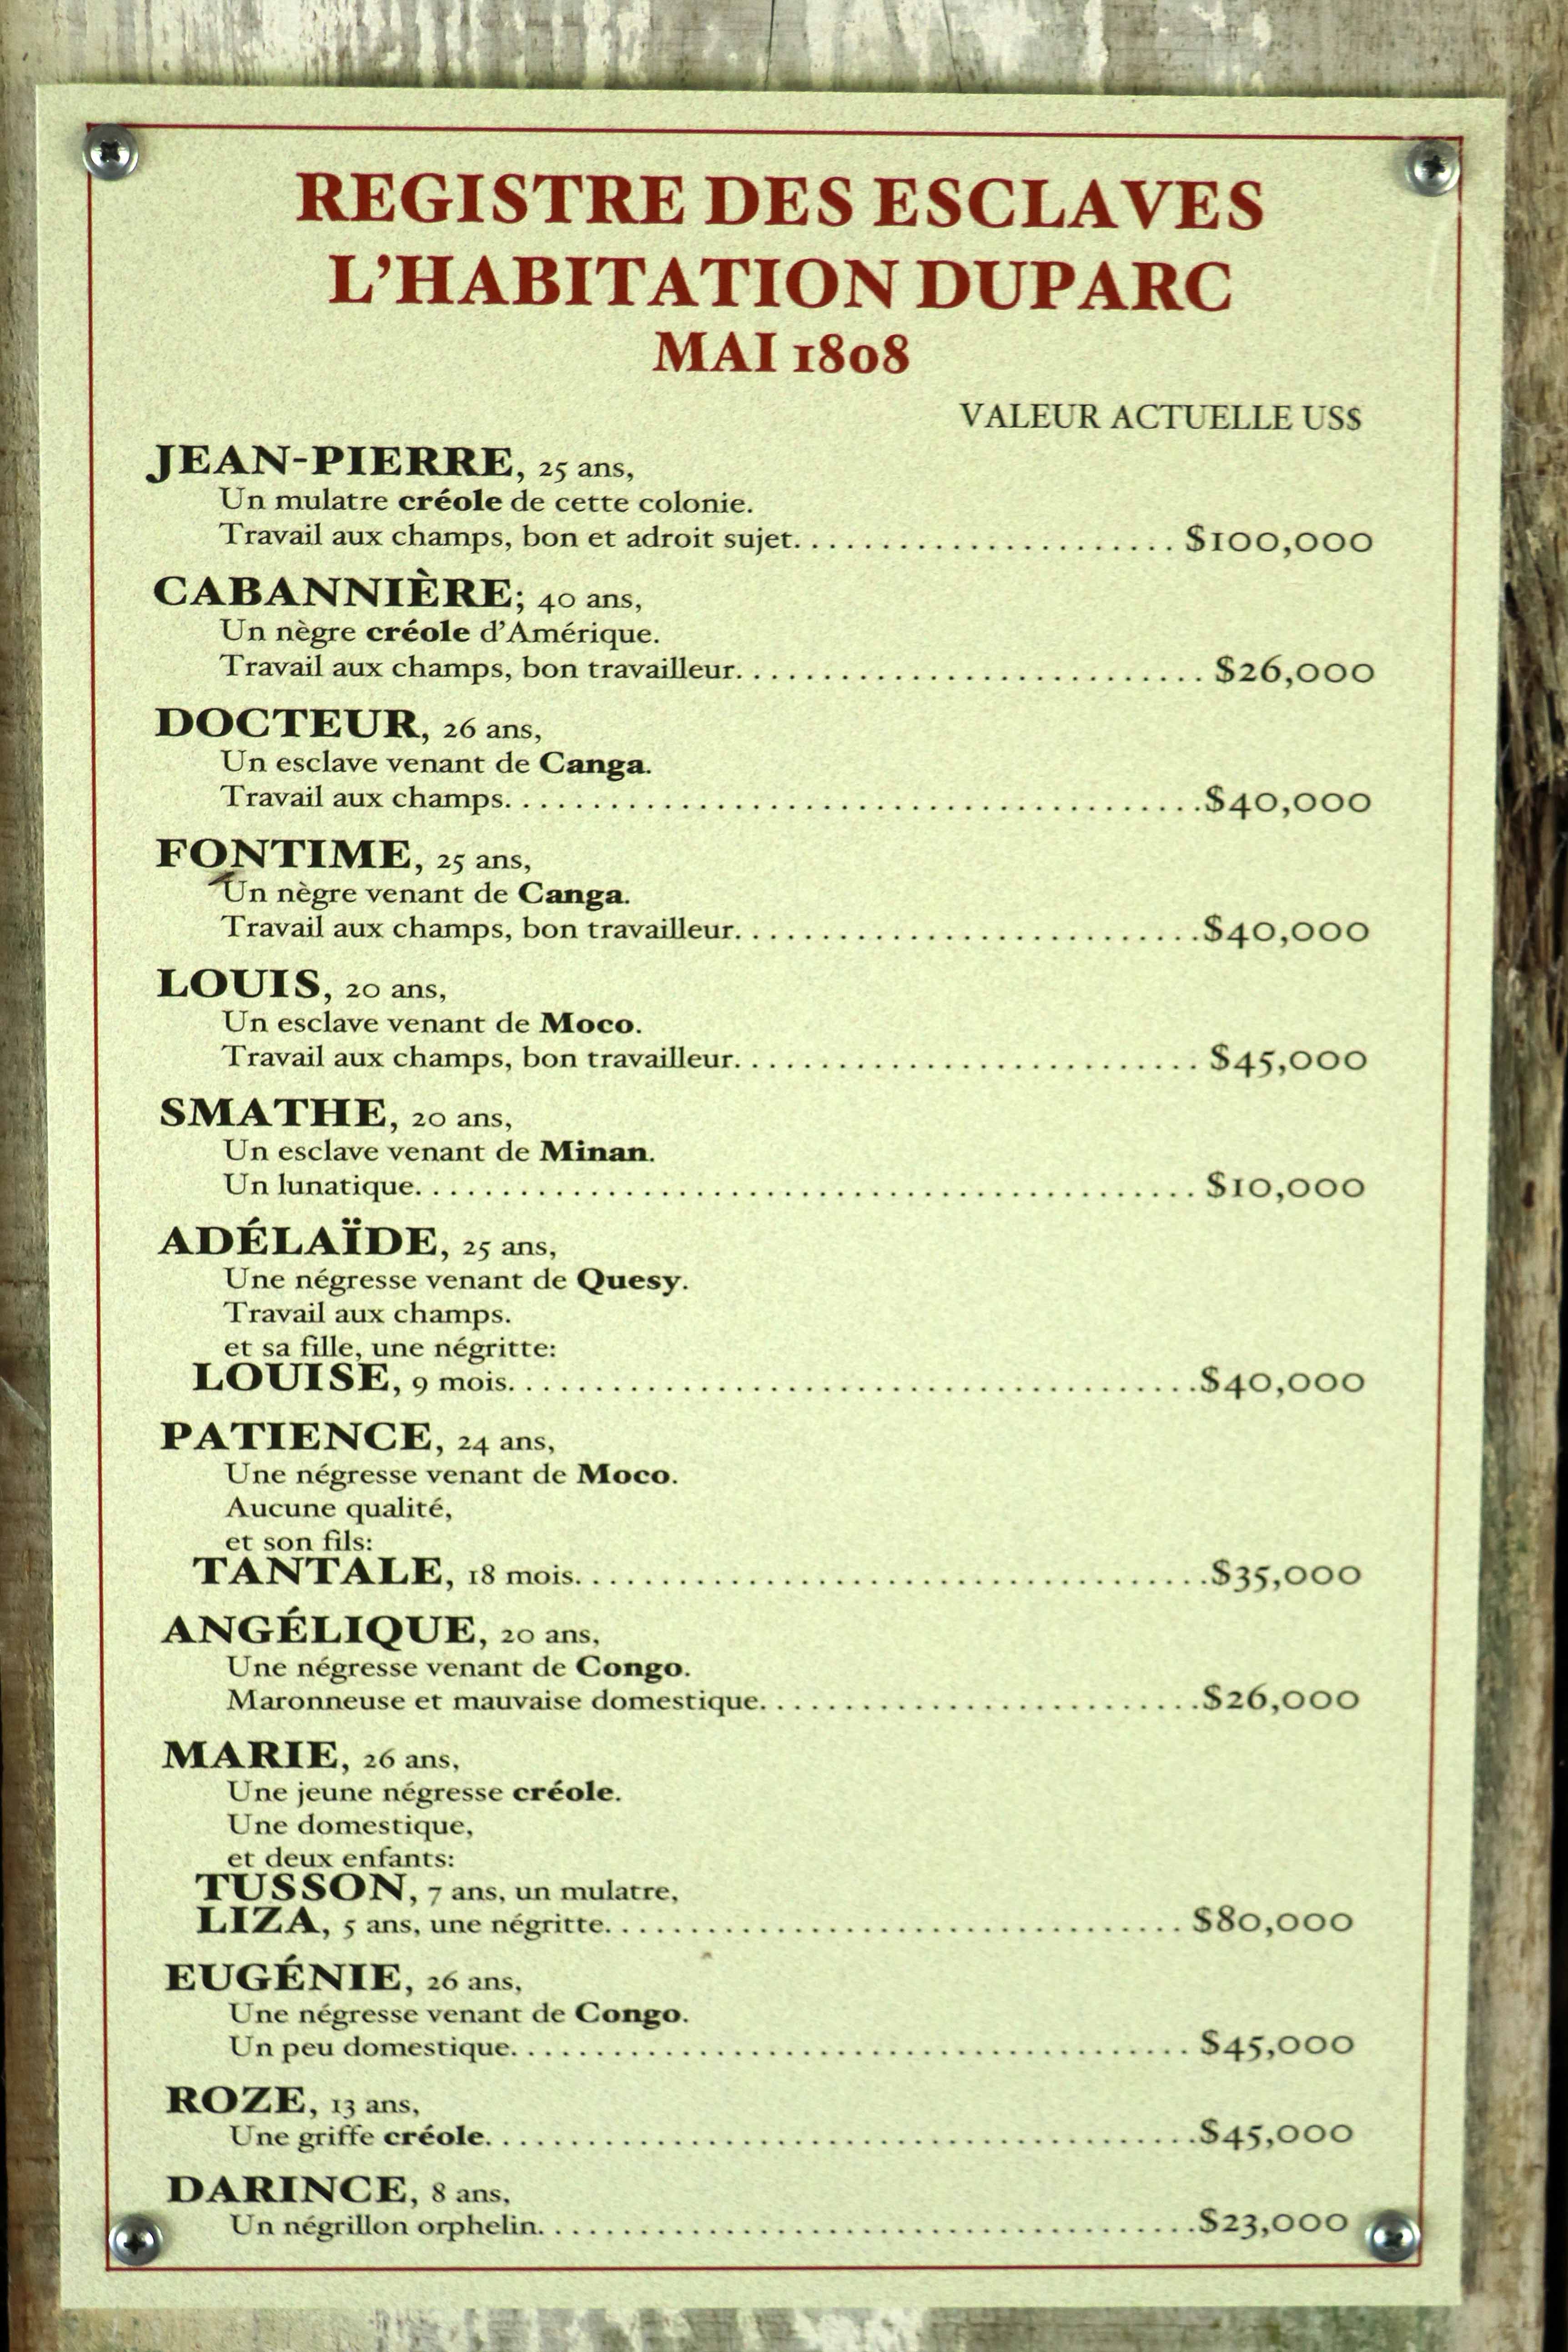 REGISTRE DES ESCLAVES
L'HABITATION DUPARC
MAI 1808
VALEUR ACTUELLE US$
JEAN-PIERRE, 25 ans,
Un mulatre créole de cette colonie.
Travail aux champs, bon et adroit sujet. . . . . . . . . . . . . . . . . . . . . . . . . . $100,000
CABANNIÈRE; 40 ans,
Un nègre créole d'Amérique.
Travail aux champs, bon travailleur. . . . . . . . . . . . . . . . . . . . . . . . . . . . . . . $26,000
DOCTEUR, 26 ans,
Un esclave venant de Canga.
Travail aux champs. . . . . . . . . . . . . . . . . . . . . . . . . . . . . . . . . . . . . . . . . . . . . .$40,000
FONTIME, 25 ans,
Un nègre venant de Canga.
Travail aux champs, bon travailleur. . . . . . . . . . . . . . . . . . . . . . . . . . . . . . .$40,000
LOUIS, 20 ans,
Un esclave venant de Moco.
Travail aux champs, bon travailleur. . . . . . . . . . . . . . . . . . . . . . . . . . . . . . . $45,000
SMATHE, 20 ans,
Un esclave venant de Minan.
Un lunatique. . . . . . . . . . . . . . . . . . . . . . . . . . . . . . . . . . . . . . . . . . . . . . . . . . . $10,000
ADÉLAÏDE, 25 ans,
Une négresse venant de Quesy.
Travail aux champs.
et sa fille, une négritte:
LOUISE, 9 mois. . . . . . . . . . . . . . . . . . . . . . . . . . . . . . . . . . . . . . . . . . . . . .$40,000
PATIENCE, 24 ans,
Une négresse venant de Moco.
Aucune qualité,
et son fils:
TANTALE, 18 mois. . . . . . . . . . . . . . . . . . . . . . . . . . . . . . . . . . . . . . . . . .$35,000
ANGÉLIQUE, 20 ans,
Une négresse venant de Congo.
Maronneuse et mauvaise domestique. . . . . . . . . . . . . . . . . . . . . . . . . . . . .$26,000
MARIE, 26 ans,
Une jeune négresse créole.
Une domestique,
et deux enfants:
TUSSON, 7 ans, un mulatre,
LIZA, 5 ans, une négritte. . . . . . . . . . . . . . . . . . . . . . . . . . . . . . . . . . . . . . . $80,000
EUGÉNIE, 26 ans,
Une négresse venant de Congo.
Un peu domestique. . . . . . . . . . . . . . . . . . . . . . . . . . . . . . . . . . . . . . . . . . . . . $45,000
ROZE, 13 ans,
Une griffe créole. . . . . . . . . . . . . . . . . . . . . . . . . . . . . . . . . . . . . . . . . . . . . . .$45,000
DARINCE, 8 ans,
Un négrillon orphelin. . . . . . . . . . . . . . . . . . . . . . . . . . . . . . . . . . . . . . . . . . .$23,000